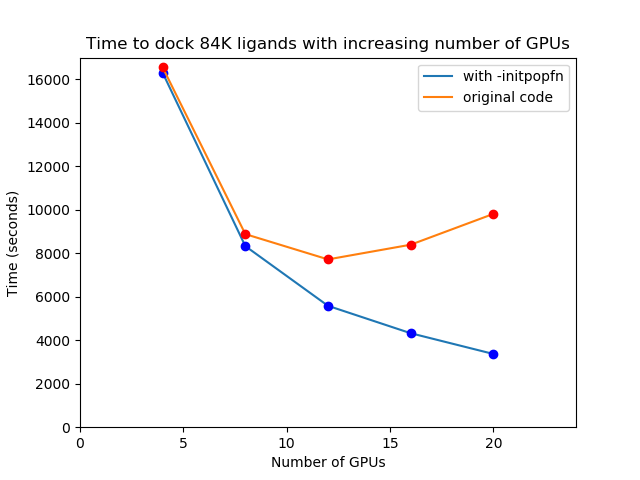 Time to dock 84K ligands with increasing number of GPUs
with -initpopfn
original code
16000
14000
12000
10000
8000
6000
4000
2000
0
Time (seconds)
0 5 10 15 20
Number of GPUs